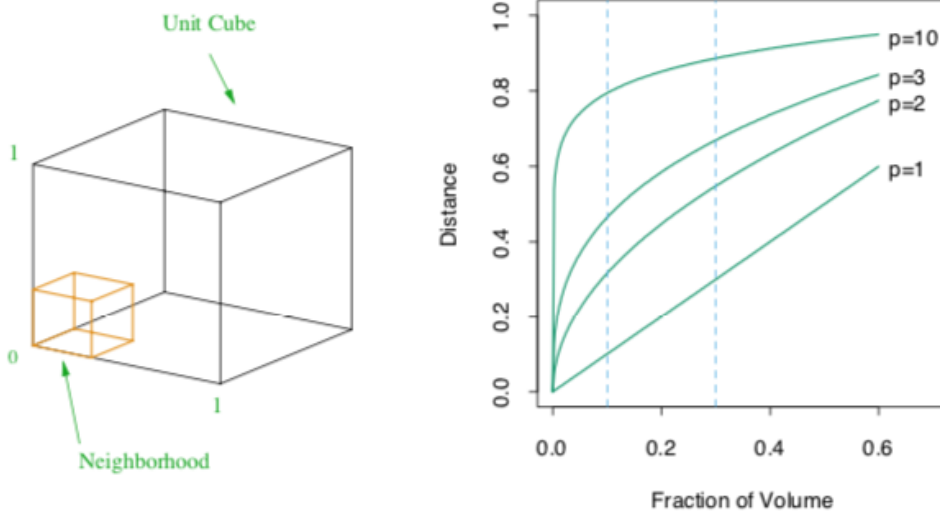 Unit Cube
1
0
1
Neighborhood
1.0
0.8
0.6
0.4
0.2
0.0
Distance
p=10
p=3
p=2
p=1
0.0 0.2 0.4 0.6
Fraction of Volume